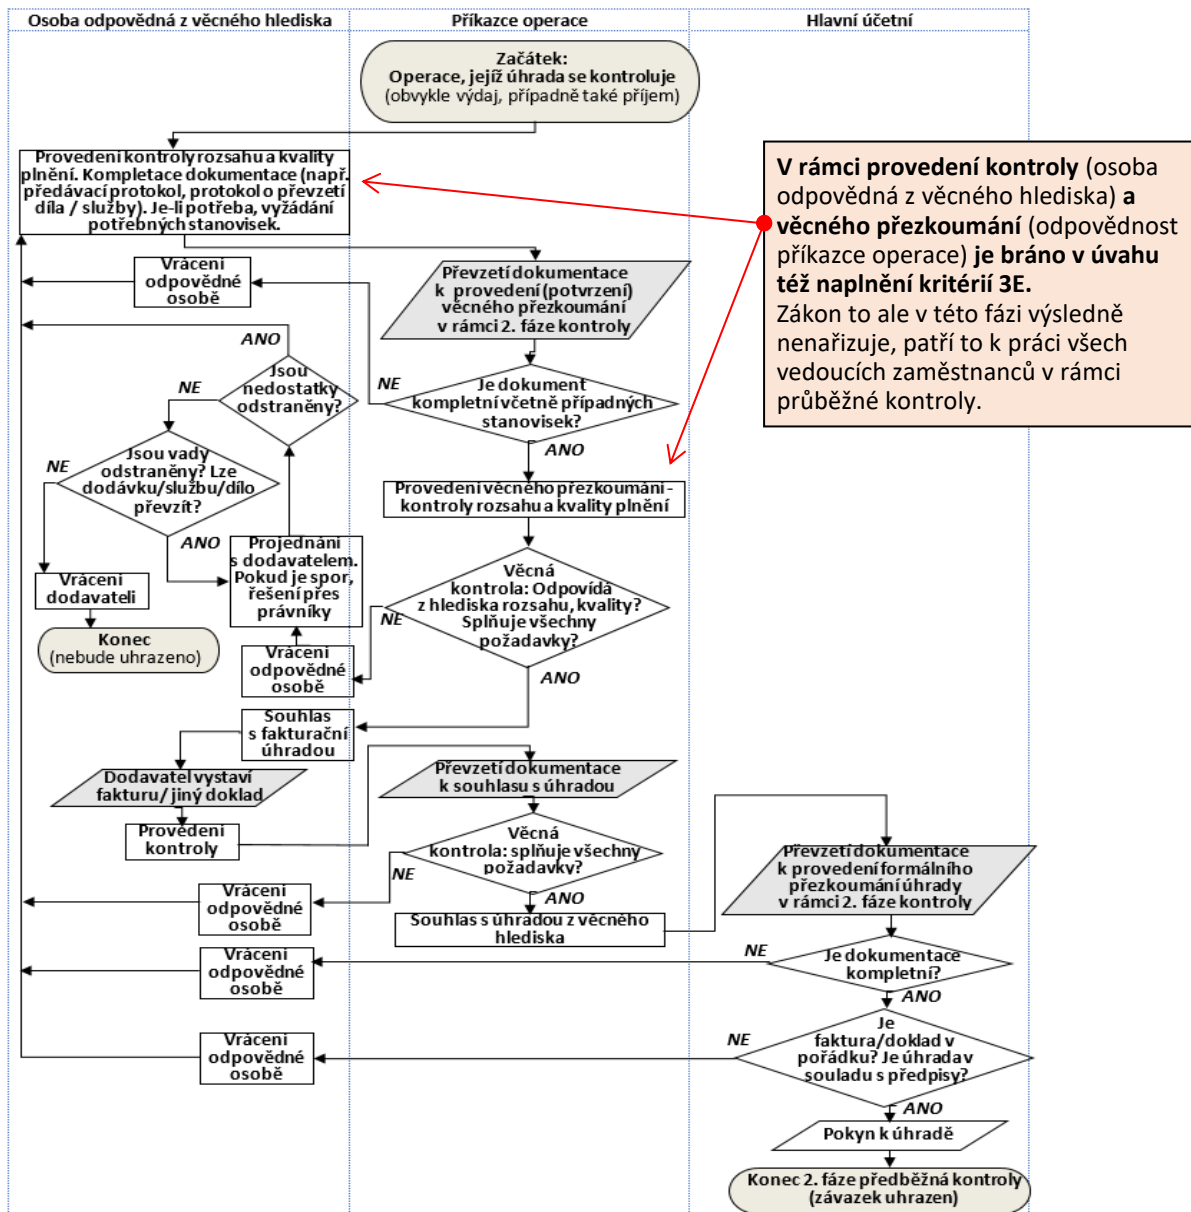 Osoba odpovědná z věcného hlediska
Příkazce operace
Hlavní účetní
Začátek:
Operace, jejíž úhrada se kontroluje
(obvykle výdaj, případně také příjem)
Provedení kontroly rozsahu a kvality
plnění. Kompletace dokumentace (např.
předávací protokol, protokol o převzetí
díla / služby). Je-li potřeba, vyžádání
potřebných stanovisek.
V rámci provedení kontroly (osoba
odpovědná z věcného hlediska) a
věcného přezkoumání (odpovědnost
příkazce operace) je bráno v úvahu
též naplnění kritérií 3E.
Zákon to ale v této fázi výsledně
nenařizuje, patří to k práci všech
vedoucích zaměstnanců v rámci
průběžné kontroly.
Vrácení
odpovědné
osobě
Převzetí dokumentace
k provedení (potvrzení)
věcného přezkoumání
v rámci 2. fáze kontroly
ANO
Jsou
nedostatky
odstraněny?
NE
NE
Je dokument
kompletní včetně případných
stanovisek?
ANO
Jsou vady
odstraněny? Lze
dodávku/službu/dílo
převzít?
NE
ANO
Provedení věcného přezkoumání -
kontroly rozsahu a kvality plnění
Projednání
s dodavatelem.
Pokud je spor,
řešení přes
právníky
Vrácení
dodavateli
Konec
(nebude uhrazeno)
Věcná
kontrola: Odpovídá
z hlediska rozsahu, kvality?
Splňuje všechny
požadavky?
NE
ANO
Vrácení
odpovědné
osobě
Souhlas
s fakturační
úhradou
Dodavatel vystaví
fakturu/ jiný doklad
Provedení
kontroly
Převzetí dokumentace
k souhlasu s úhradou
Věcná
kontrola: splňuje všechny
požadavky?
NE
ANO
Vrácení
odpovědné
osobě
Souhlas s úhradou z věcného
hlediska
Převzetí dokumentace
k provedení formálního
přezkoumání úhrady
v rámci 2. fáze kontroly
Vrácení
odpovědné
osobě
NE
Je dokumentace
kompletní?
ANO
Vrácení
odpovědné
osobě
NE
Je
faktura/doklad v
pořádku? Je úhrada v
souladu s předpisy?
ANO
Pokyn k úhradě
Konec 2. fáze předběžná kontroly
(závazek uhrazen)